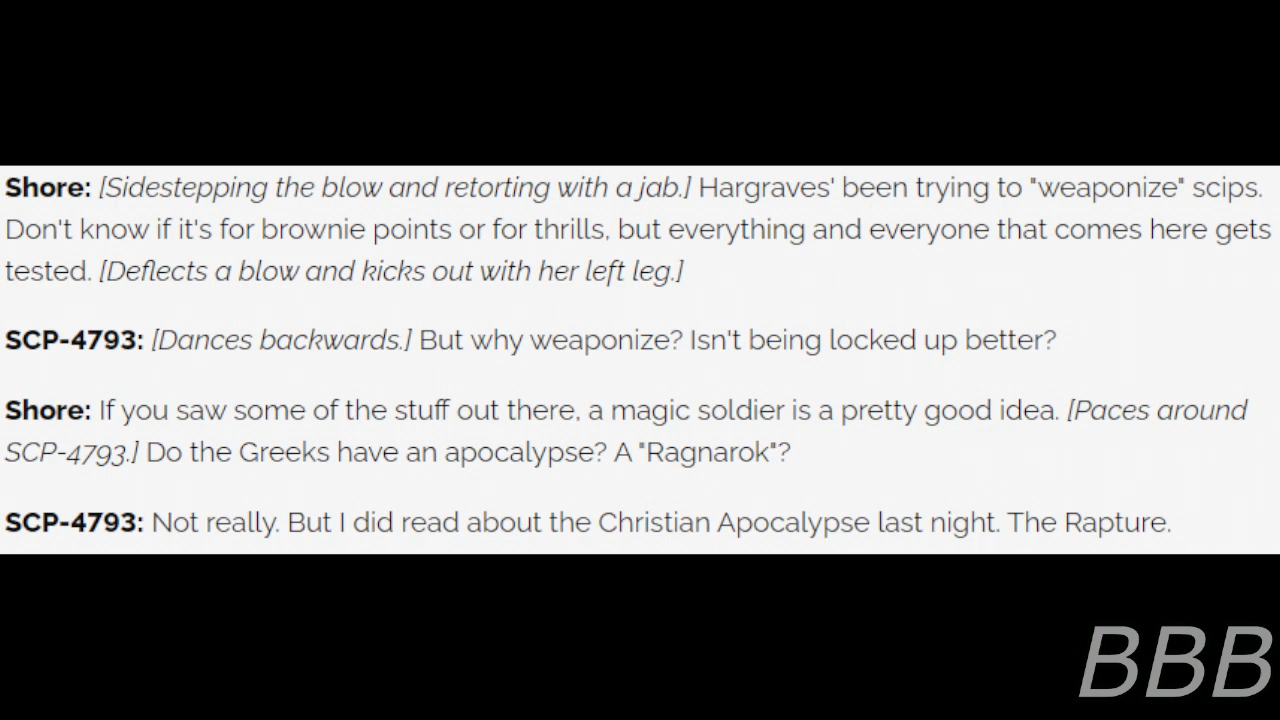 Shore: [Sidestepping the blow and retorting with a jab.] Hargraves' been trying to "weaponize" scips.
Don't know if it's for brownie points or for thrills, but everything and everyone that comes here gets
tested. [Deflects a blow and kicks out with her left leg.]
SCP-4793: [Dances backwards.] But why weaponize? Isn't being locked up better?
Shore: If you saw some of the stuff out there, a magic soldier is a pretty good idea. [Paces around
SCP-4793.] Do the Greeks have an apocalypse? A "Ragnarok"?
SCP-4793: Not really. But I did read about the Christian Apocalypse last night. The Rapture.
BBB